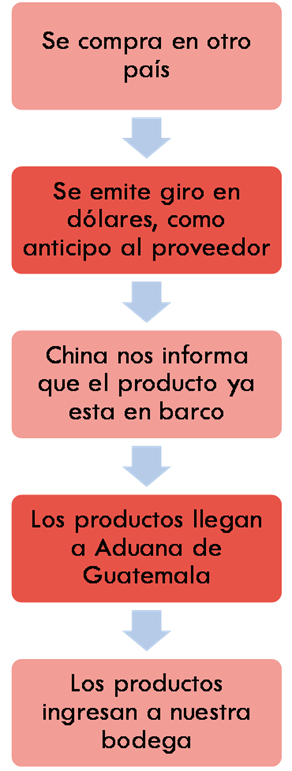 Se compra en otro
país
Se emite giro en
dólares, como
anticipo al proveedor
China nos informa
que el producto ya
esta en barco
Los productos llegan
a Aduana de
Guatemala
Los productos
ingresan a nuestra
bodega